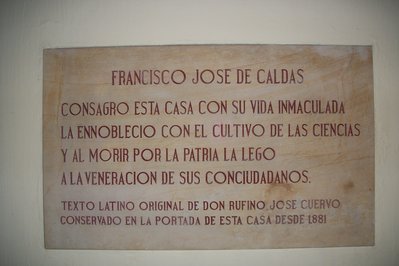 FRANCISCO JOSE DE CALDAS
CONSAGRO ESTA CASA CON SU VIDA INMACULADA
LA ENNOBLECIO CON EL CULTIVO DE LAS CIENCIAS
Y AL MORIR POR LA PATRIA LA LEGO
A LA VENERACION DE SUS CONCIUDADANOS.
TEXTO LATINO ORIGINAL DE DON RUFINO JOSE CUERVO
CONSERVADO EN LA PORTADA DE ESTA CASA DESDE 1.881